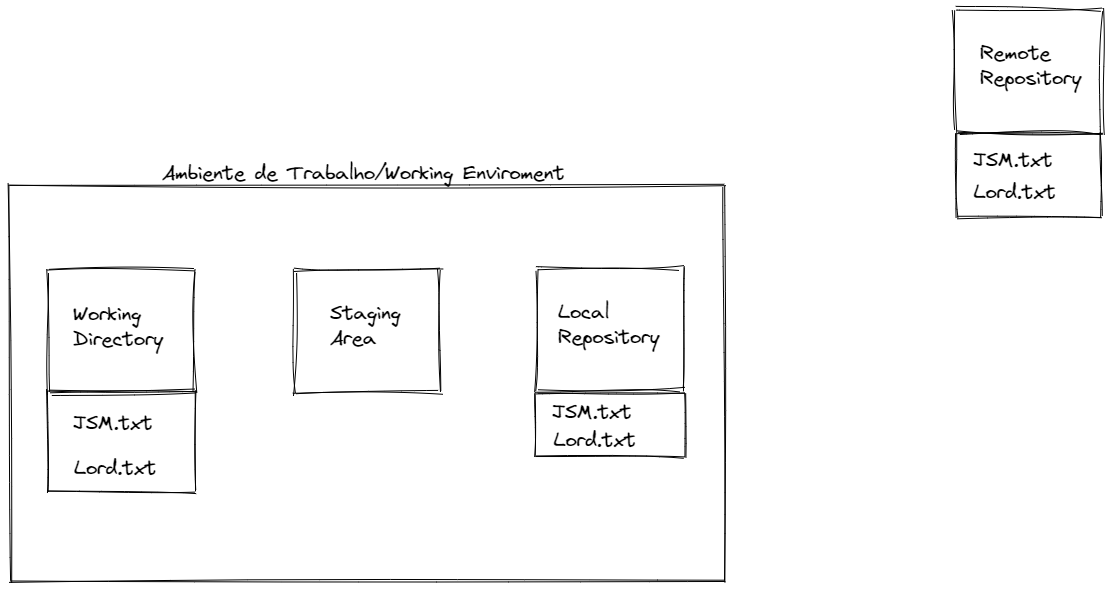 Remote
Repository
JSM.txt
Lord.txt
Ambiente de Trabalho/Working Enviroment
Working
Directory
JSM.txt
Lord.txt
Staging
Area
Local
Repository
JSM.txt
Lord.txt